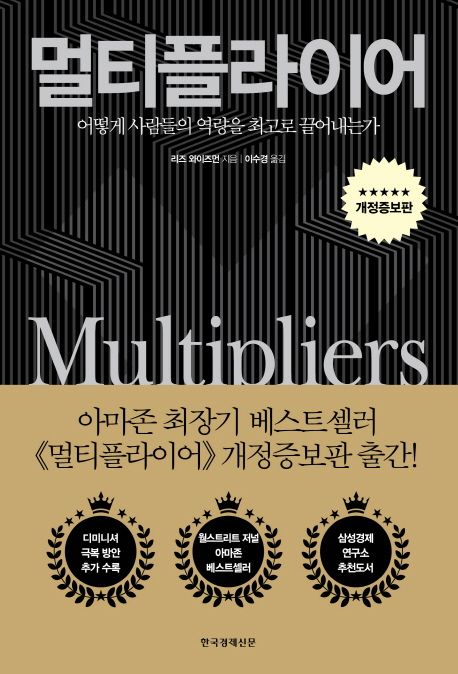 멀티플라이어
어떻게 사람들의 역량을 최고로 끌어내는가
리즈 와이즈먼 지음 | 이수경 옮김
★★★★★
개정증보판
Multipliers
아마존 최장기 베스트셀러
《멀티플라이어》 개정증보판 출간!
디미니셔
극복 방안
추가 수록
월스트리트 저널
아마존
베스트셀러
삼성경제
연구소
추천도서
한국경제신문